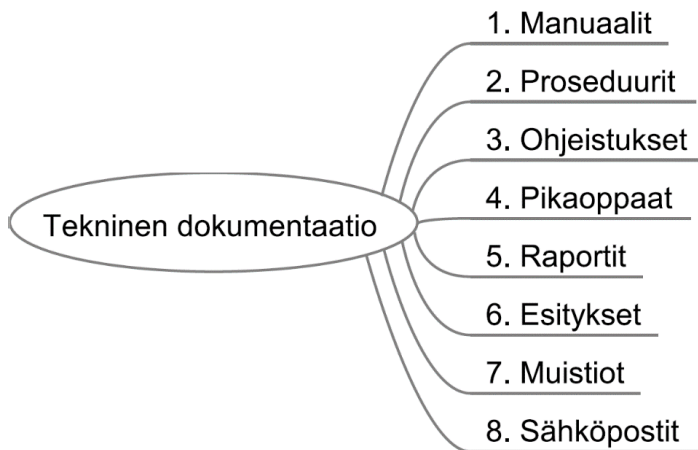 1. Manuaalit
2. Proseduurit
3. Ohjeistukset
Tekninen dokumentaatio
4. Pikaoppaat
5. Raportit
6. Esitykset
7. Muistiot
8. Sähköpostit